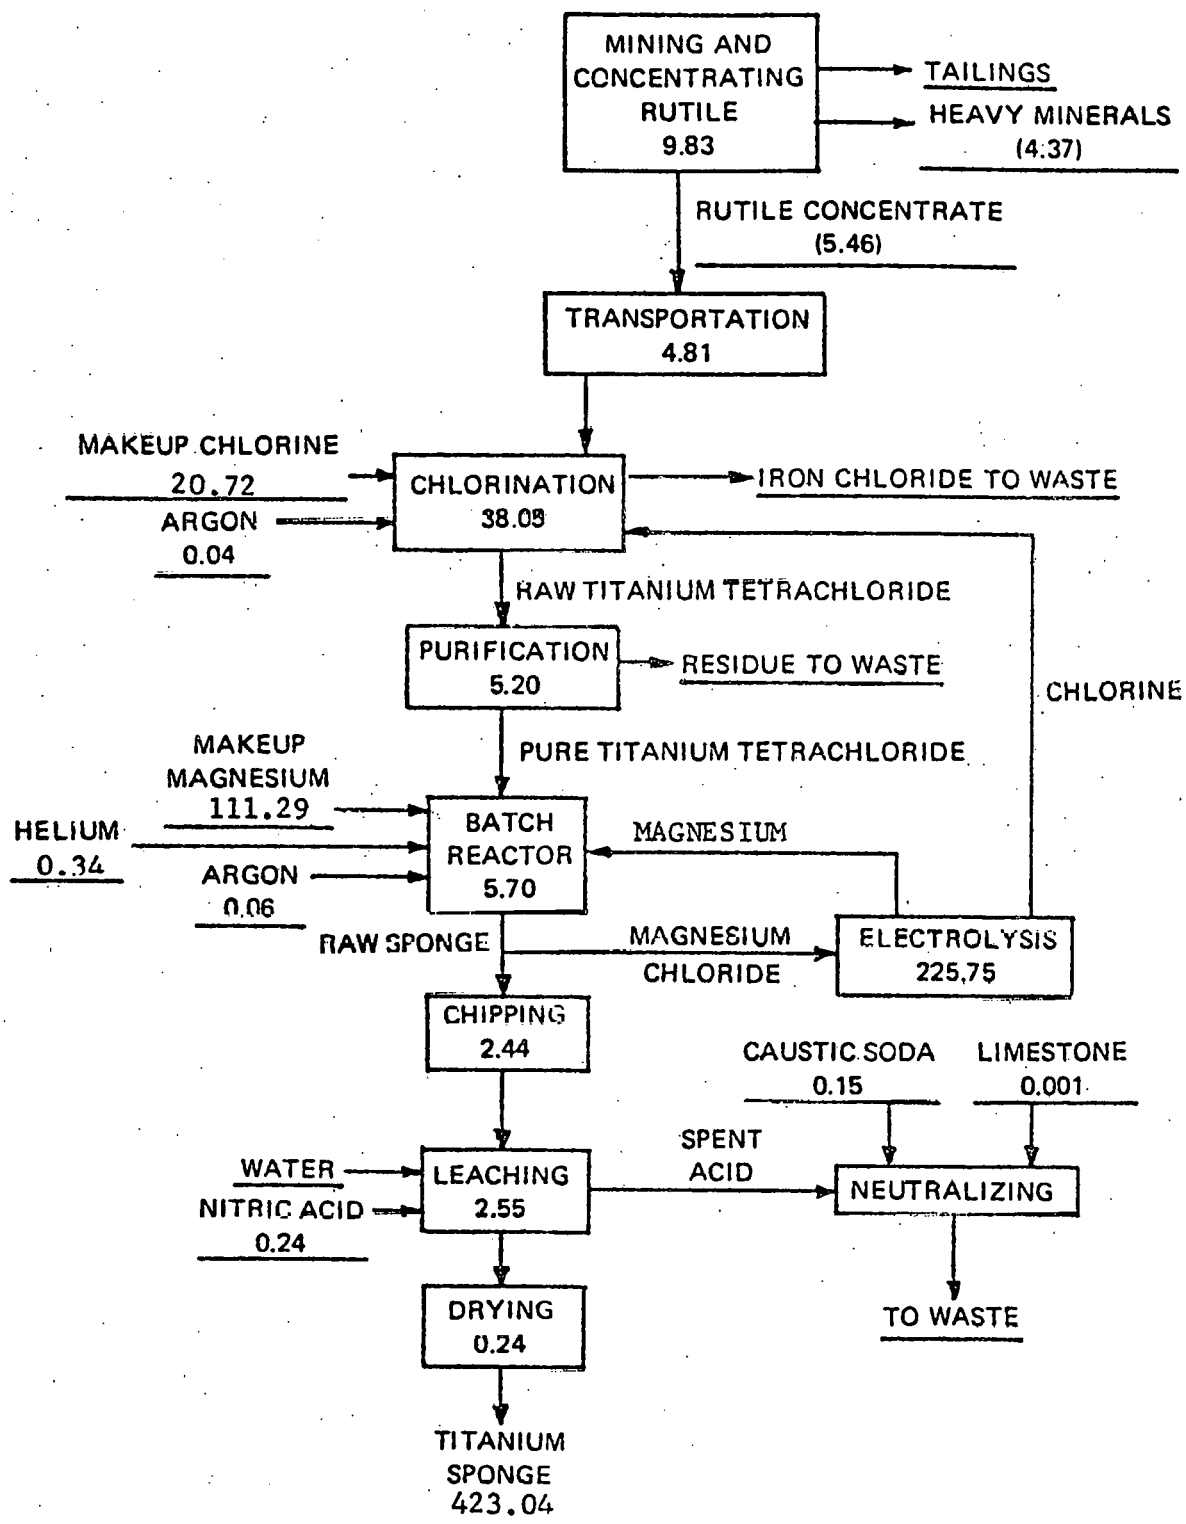 MINING AND
CONCENTRATING
RUTILE
9.83
TAILINGS
HEAVY MINERALS
(4.37)
RUTILE CONCENTRATE
(5.46)
TRANSPORTATION
4.81
MAKEUP CHLORINE
20.72
ARGON
0.04
CHLORINATION
38.08
IRON CHLORIDE TO WASTE
RAW TITANIUM TETRACHLORIDE
PURIFICATION
5.20
RESIDUE TO WASTE
CHLORINE
PURE TITANIUM TETRACHLORIDE
MAKEUP
MAGNESIUM
111.29
HELIUM
0.34
ARGON
0.06
BATCH
REACTOR
5.70
MAGNESIUM
RAW SPONGE
MAGNESIUM
CHLORIDE
ELECTROLYSIS
225.75
CHIPPING
2.44
CAUSTIC SODA
0.15
LIMESTONE
0.001
WATER
NITRIC ACID
0.24
LEACHING
2.55
SPENT
ACID
NEUTRALIZING
DRYING
0.24
TO WASTE
TITANIUM
SPONGE
423.04